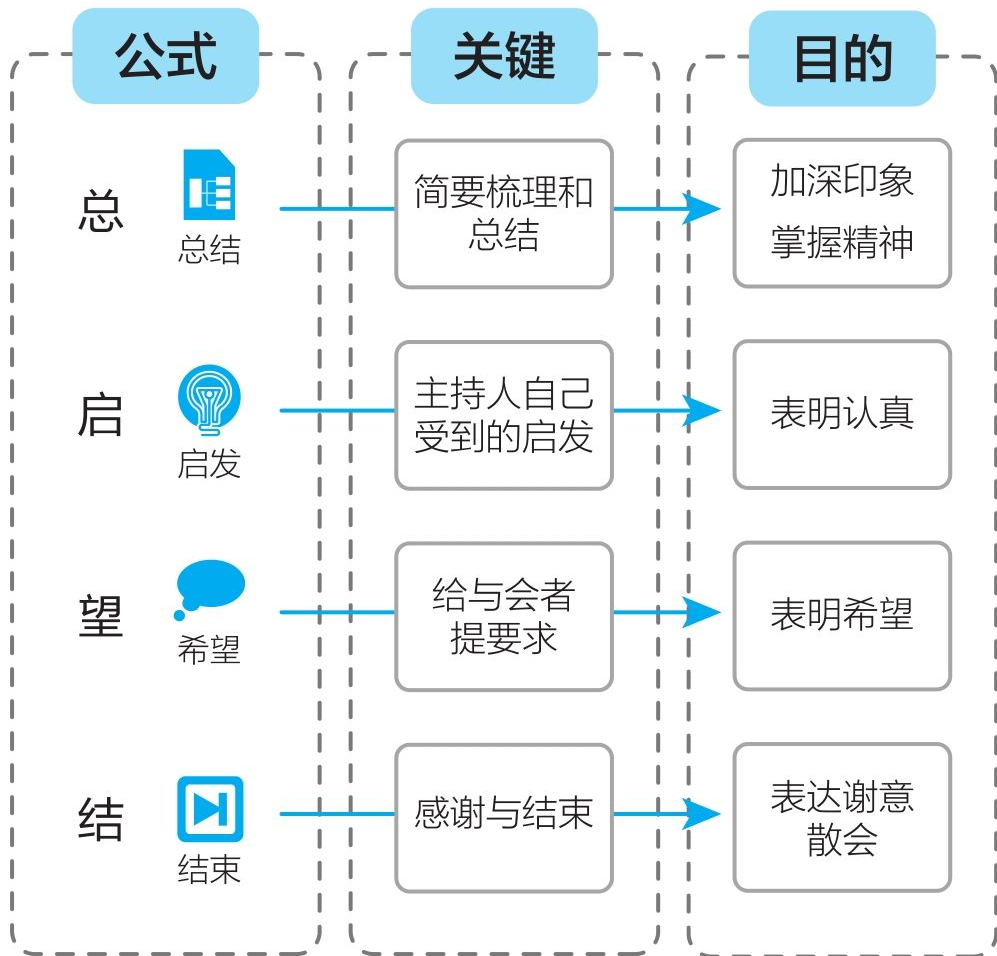 公式
关键
目的
总
总结
简要梳理和
总结
加深印象
掌握精神
启
启发
主持人自己
受到的启发
表明认真
望
希望
给与会者
提要求
表明希望
结
结束
感谢与结束
表达谢意
散会